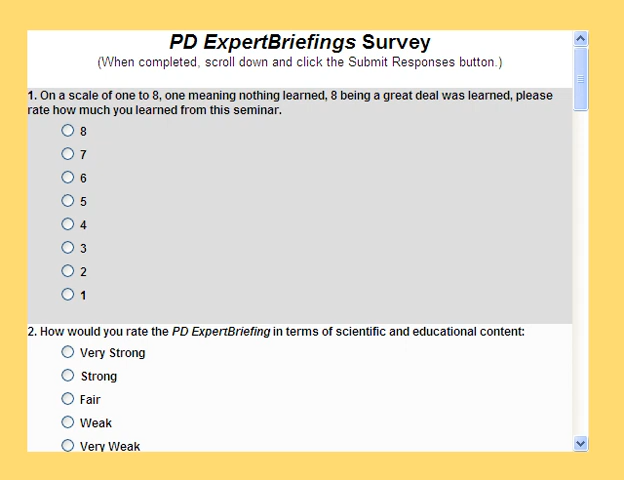 PD ExpertBriefings Survey
(When completed, scroll down and click the Submit Responses button.)
1. On a scale of one to 8, one meaning nothing learned, 8 being a great deal was learned, please
rate how much you learned from this seminar.
8
7
6
5
4
3
2
1
2. How would you rate the PD ExpertBriefing in terms of scientific and educational content:
Very Strong
Strong
Fair
Weak
Very Weak